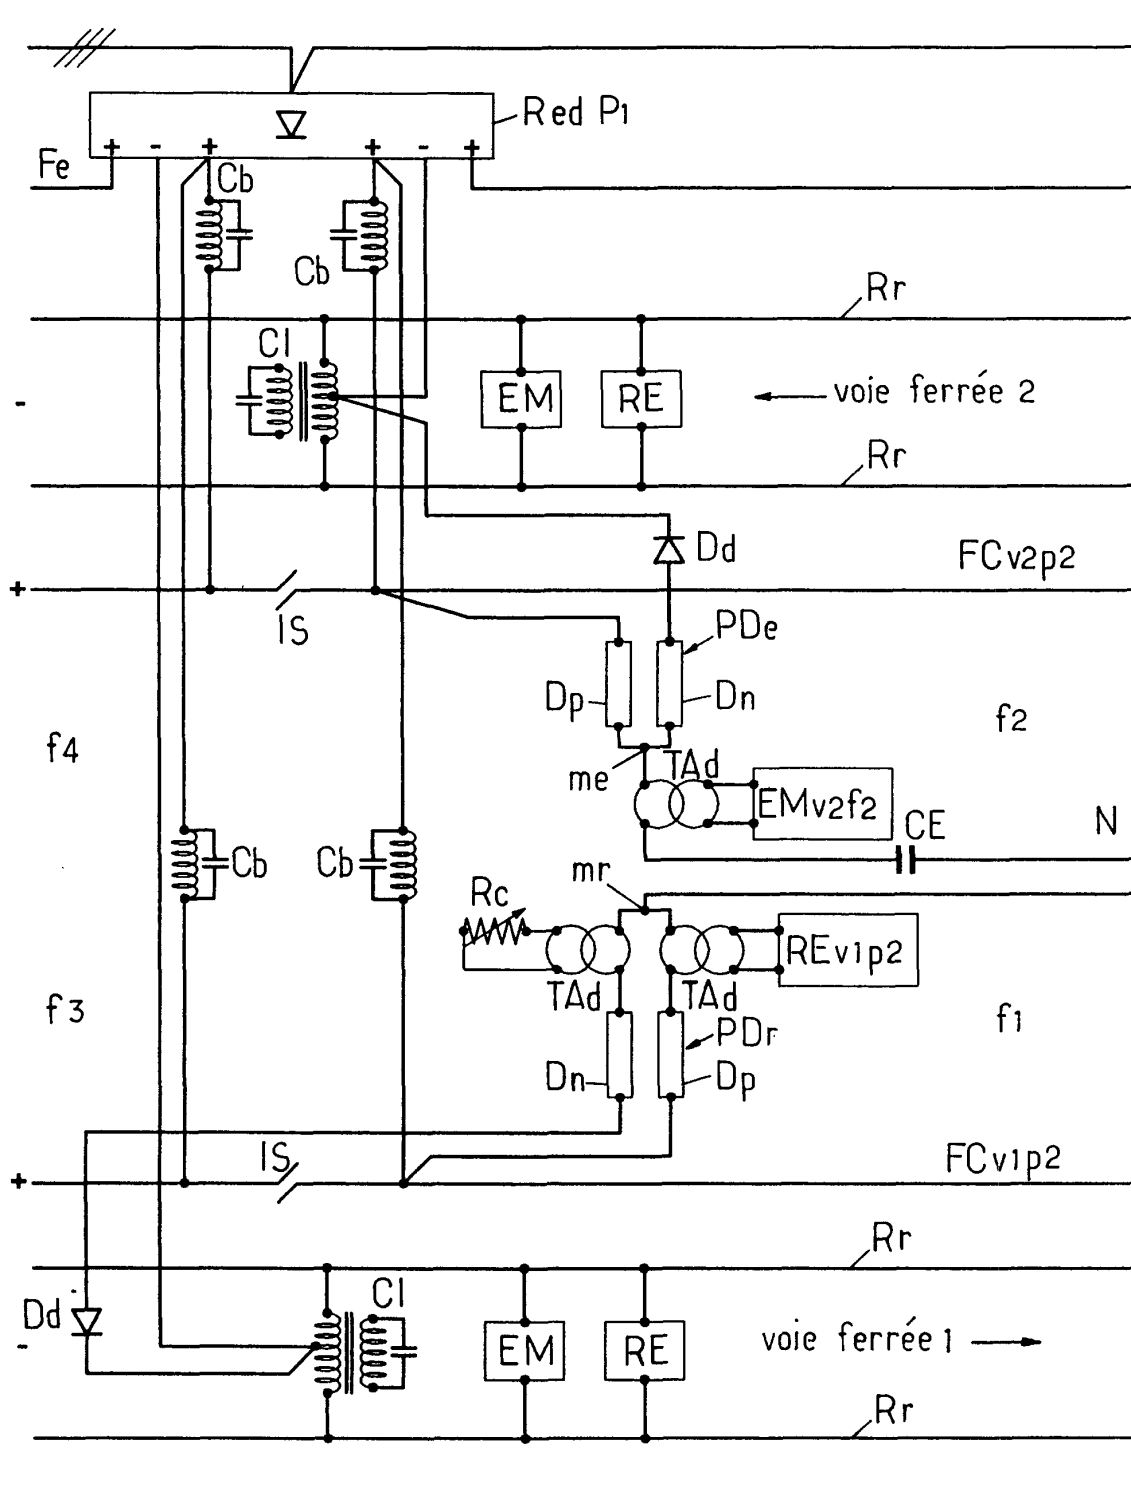 Red P1
+ - + + - +
Fe
Cb
Cb
Rr
Cl
EM RE
voie ferrée 2
-
Rr
Dd
FCv2p2
+
IS
PDe
Dp
Dn
f2
f4
me
TAd
EMv2f2
CE
N
Cb
Cb
mr
Rc
REv1p2
TAd
TAd
f3
f1
PDr
Dn
Dp
IS
FCv1p2
+
Rr
Cl
Dd
-
EM RE
voie ferrée 1
Rr